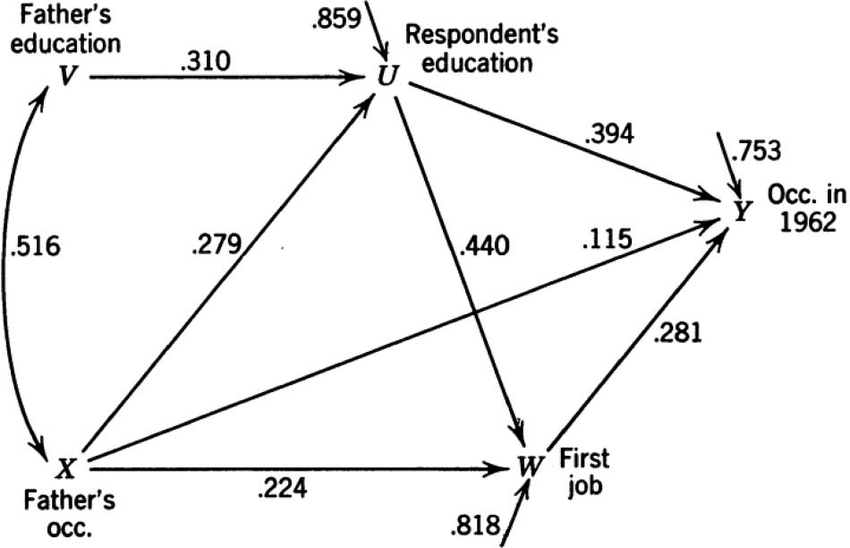 Father's
education
V
.310
.859
U
Respondent's
education
.394
.753
Y
Occ. in
1962
.516
.279
.440
.115
.281
X
Father's
occ.
.224
W
First
job
.818